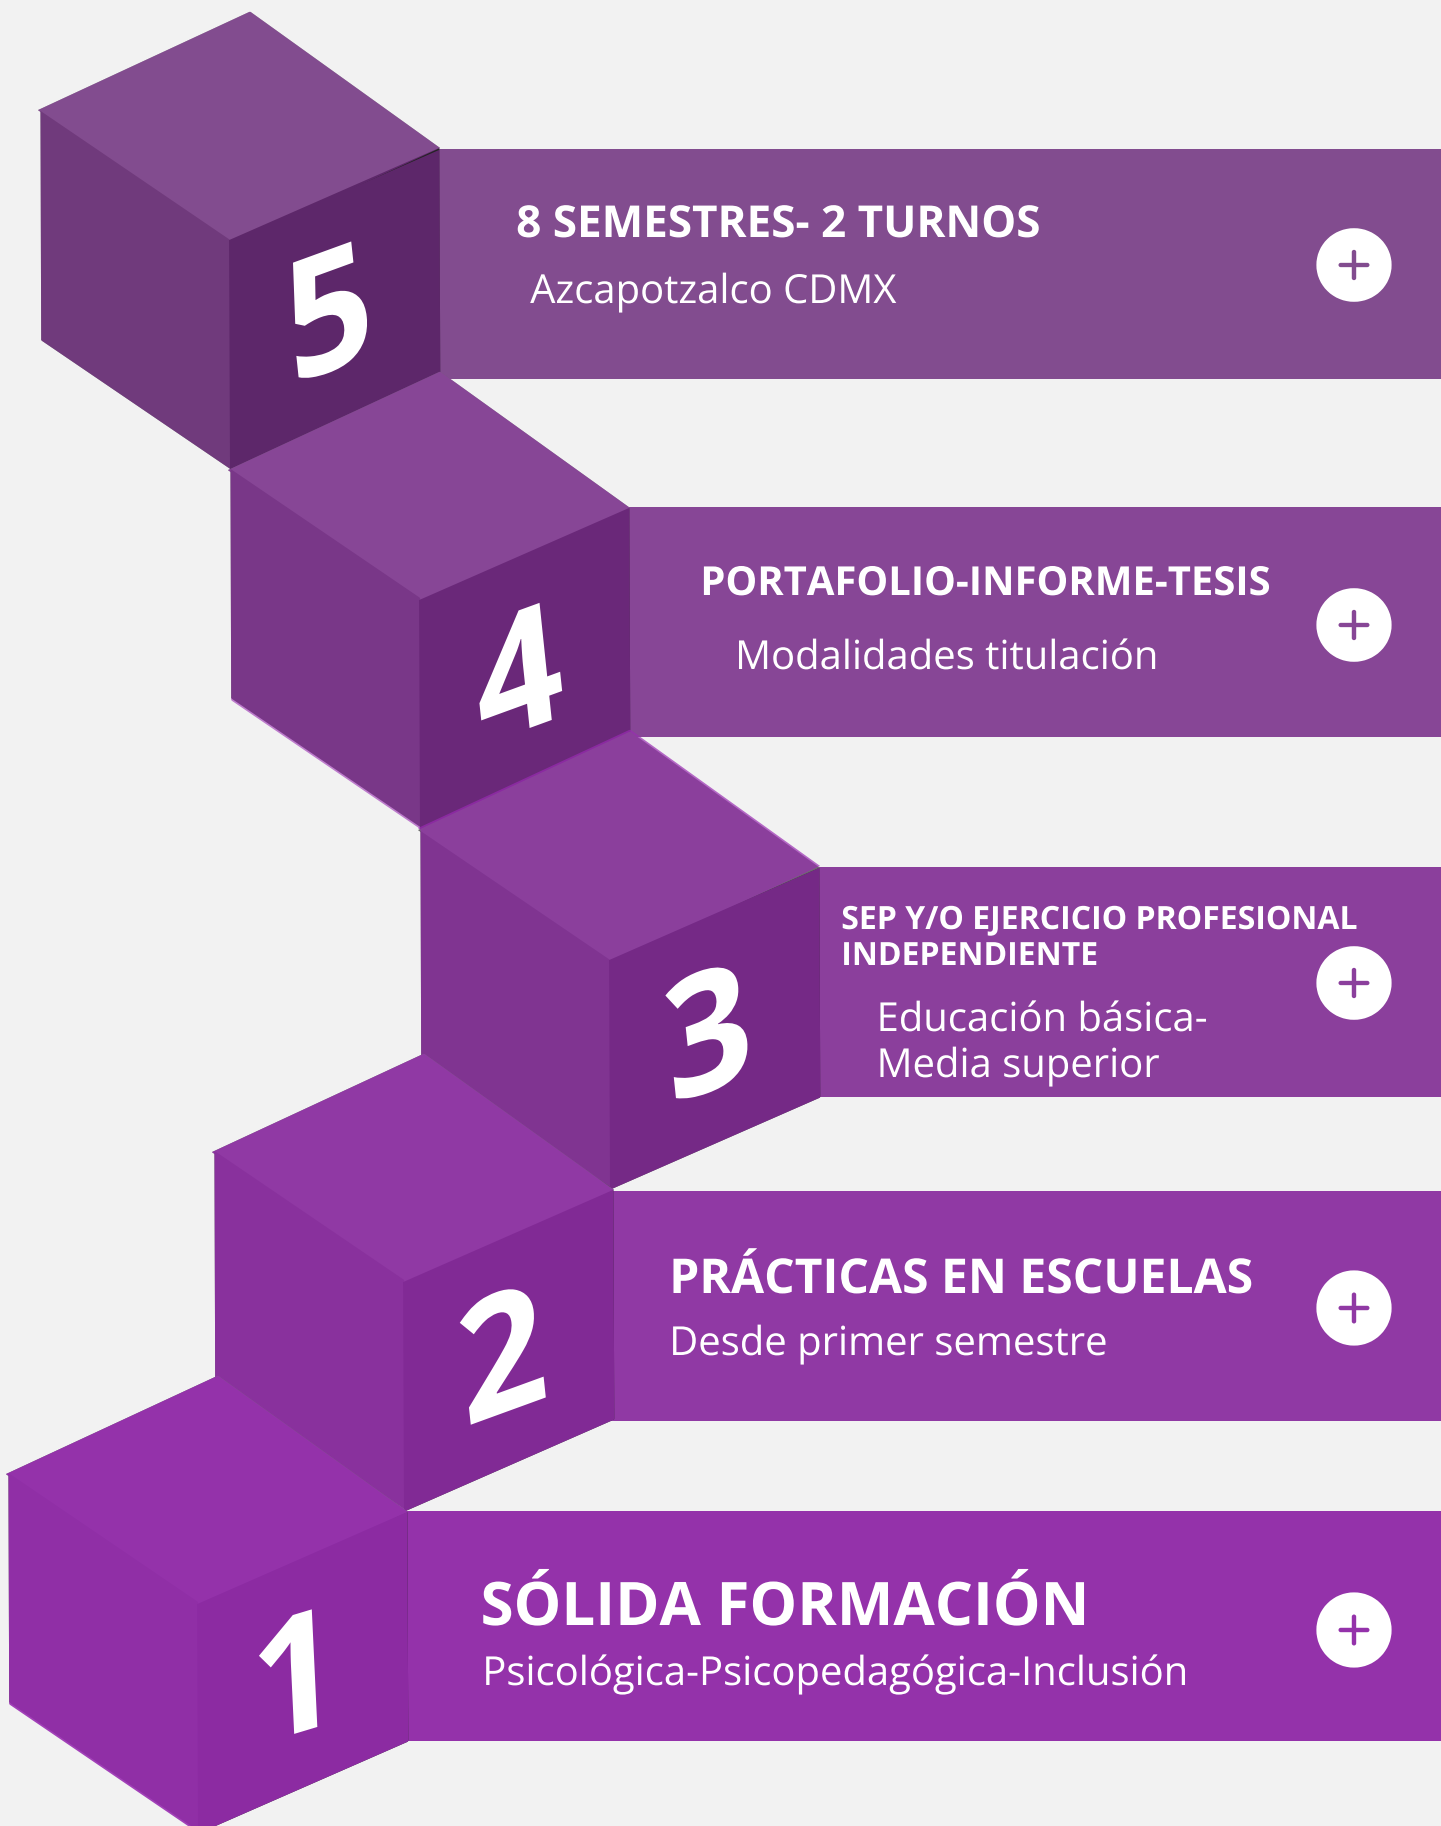 5
8 SEMESTRES- 2 TURNOS
Azcapotzalco CDMX
4
PORTAFOLIO-INFORME-TESIS
Modalidades titulación
3
SEP Y/O EJERCICIO PROFESIONAL
INDEPENDIENTE
Educación básica-
Media superior
2
PRÁCTICAS EN ESCUELAS
Desde primer semestre
1
SÓLIDA FORMACIÓN
Psicológica-Psicopedagógica-Inclusión